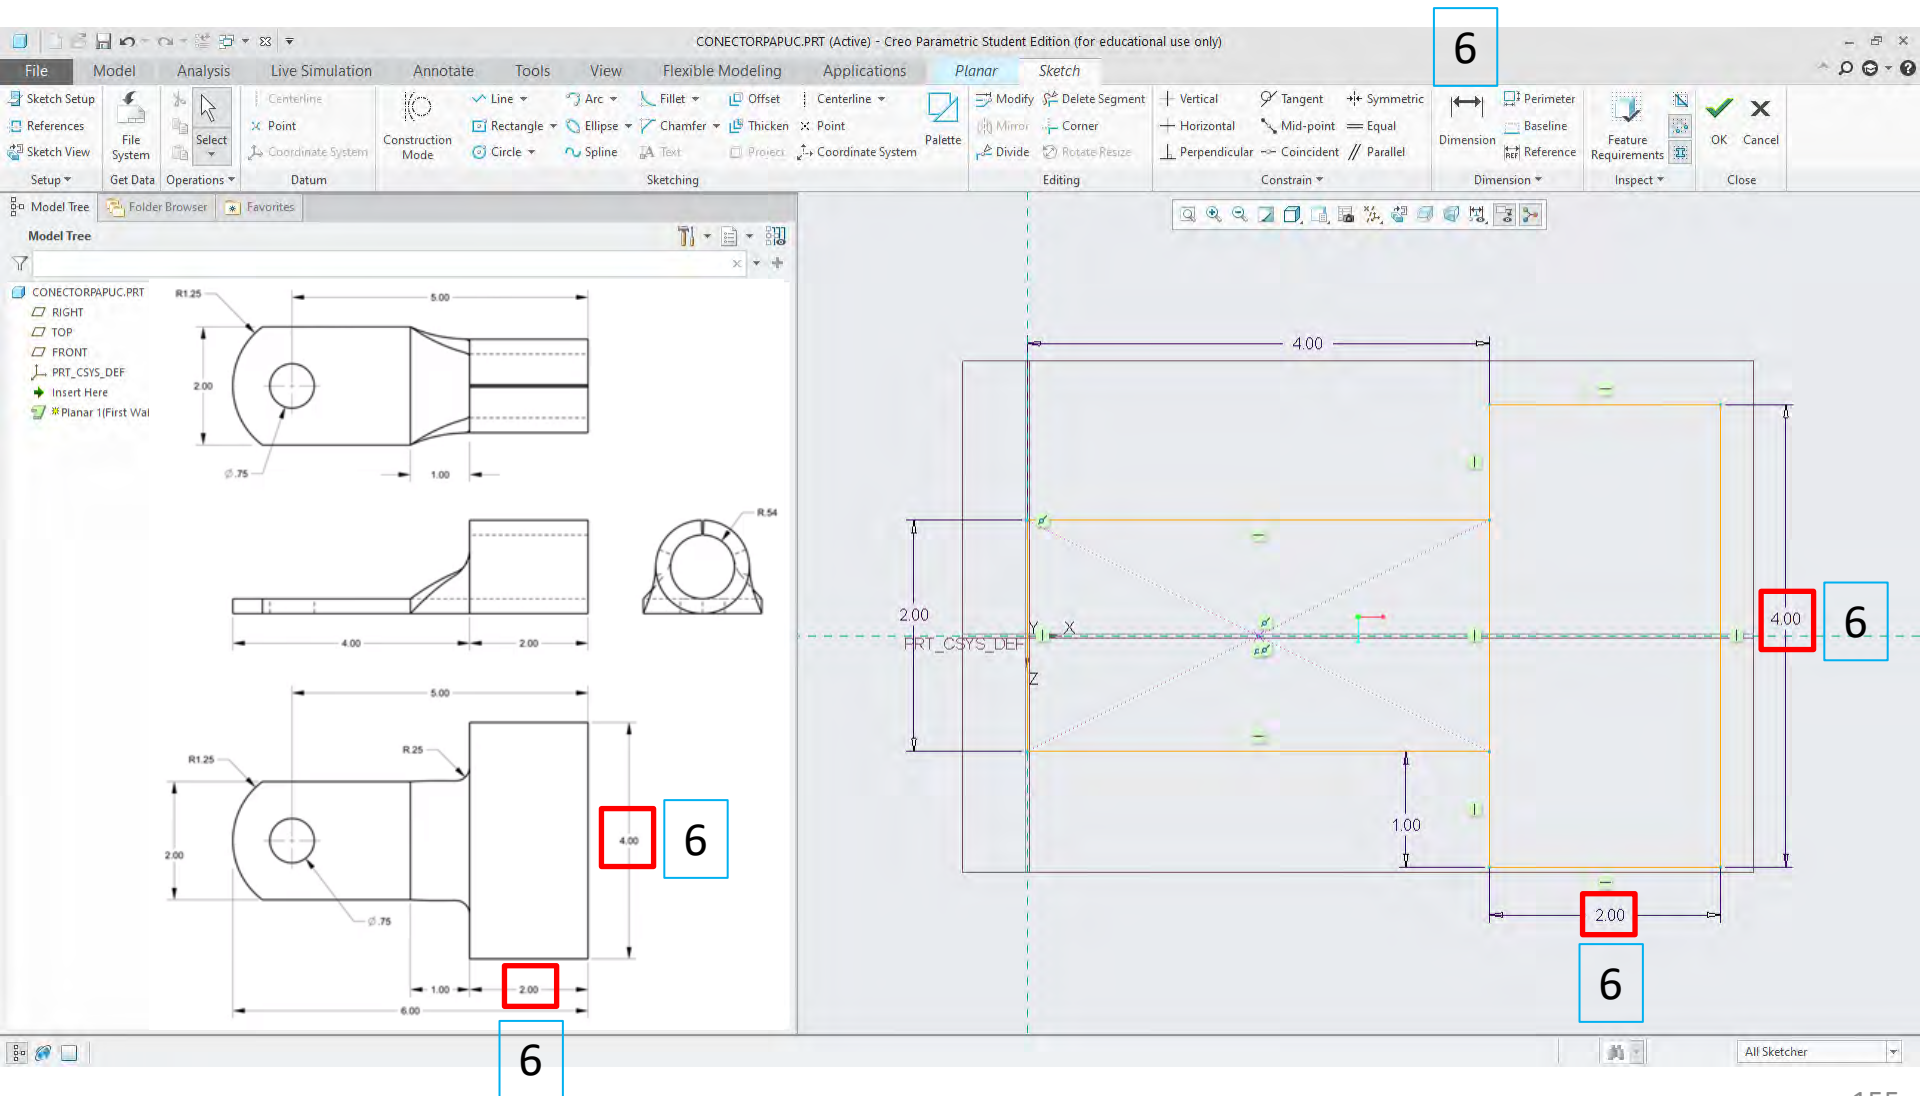 6
CONECTORPAPUC.PRT (Active) - Creo Parametric Student Edition (for educational use only)
File Model Analysis Live Simulation Annotate Tools View Flexible Modeling Applications Planar Sketch
Sketch Setup
References
Sketch View
Setup
File System
Get Data
Select
Operations
Centerline
Point
Coordinate System
Datum
Construction Mode
Line Arc Fillet Offset Centerline
Rectangle Ellipse Chamfer Thicken Point
Circle Spline Text Project Coordinate System
Palette
Sketching
Modify Delete Segment
Mirror Corner
Divide Rotate Resize
Editing
Vertical Tangent Symmetric
Horizontal Mid-point Equal
Perpendicular Coincident Parallel
Constrain
Dimension
Perimeter
Baseline
REF Reference
Dimension
Feature Requirements
Inspect
OK Cancel
Close
Model Tree Folder Browser Favorites
Model Tree
CONECTORPAPUC.PRT
RIGHT
TOP
FRONT
PRT_CSYS_DEF
Insert Here
Planar 1(First Wal
R1.25
5.00
2.00
Ø.75
1.00
R.54
4.00
2.00
5.00
R.25
R1.25
2.00
4.00
6
Ø.75
1.00
2.00
6.00
6
4.00
2.00
Y X
PRT_CSYS_DEF
Z
4.00
6
1.00
2.00
6
All Sketcher